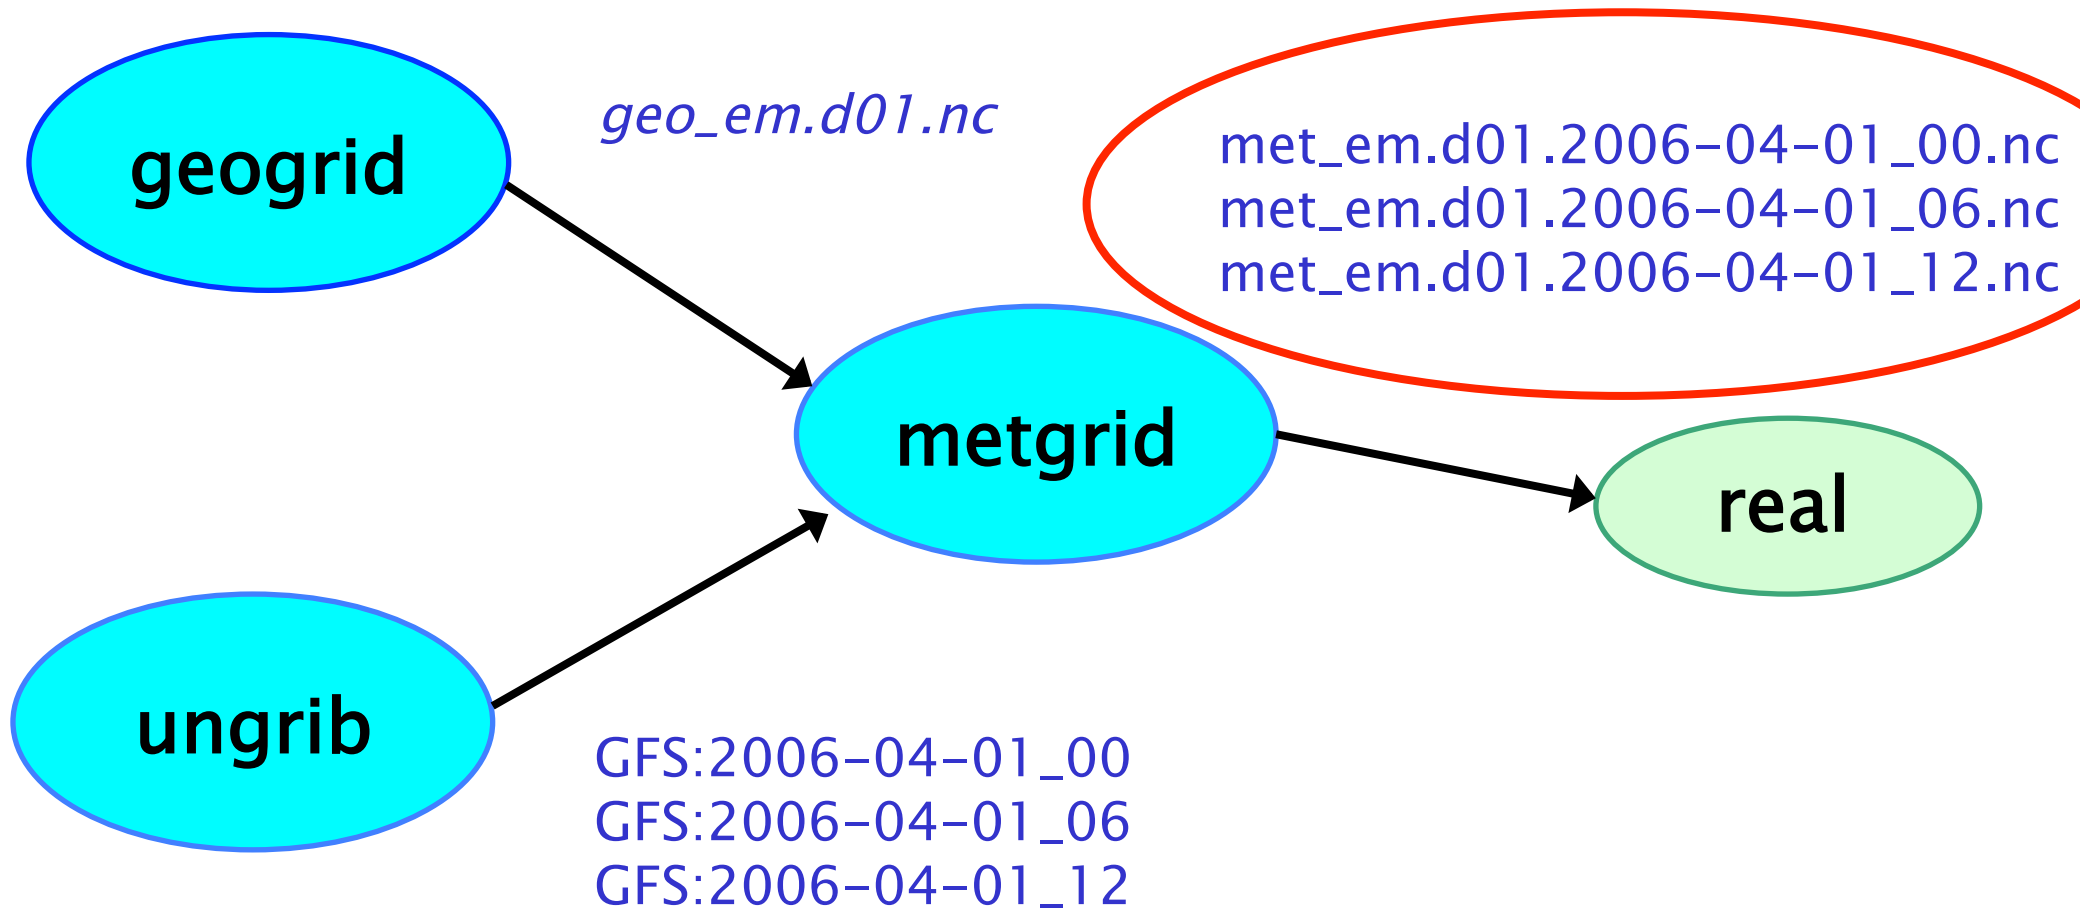 geogrid
geo_em.d01.nc
met_em.d01.2006-04-01_00.nc
met_em.d01.2006-04-01_06.nc
met_em.d01.2006-04-01_12.nc
metgrid
real
ungrib
GFS:2006-04-01_00
GFS:2006-04-01_06
GFS:2006-04-01_12